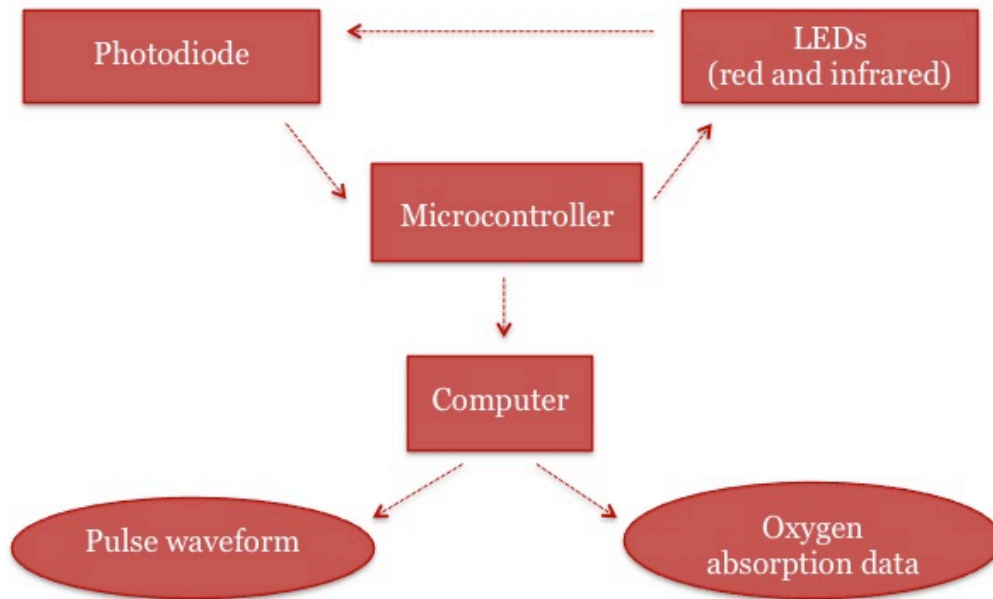 Photodiode
LEDs
(red and infrared)
Microcontroller
Computer
Pulse waveform
Oxygen
absorption data